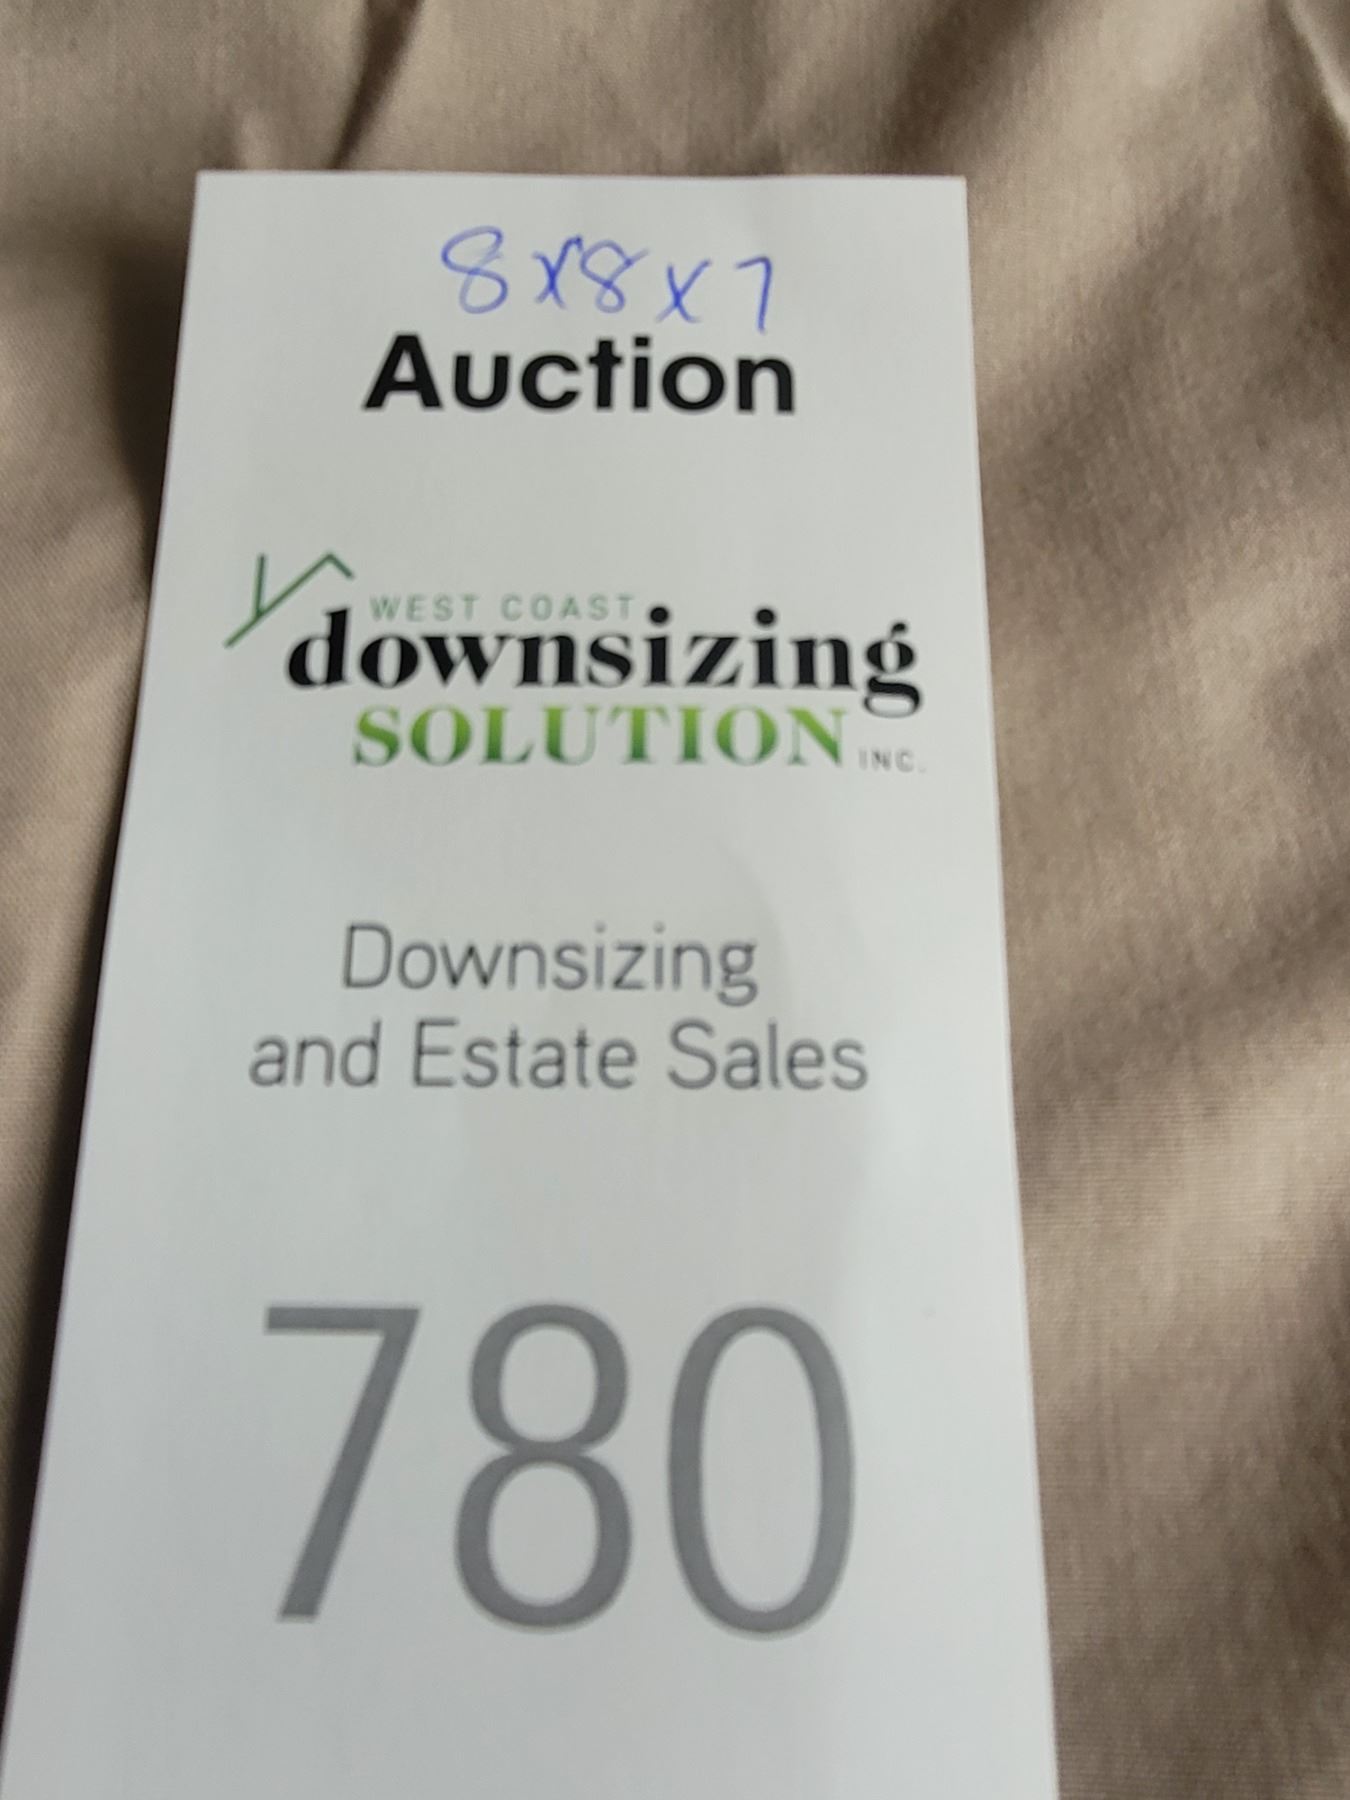 8x8x7
Auction
WEST COAST
downsizing
SOLUTION INC.
Downsizing
and Estate Sales
780